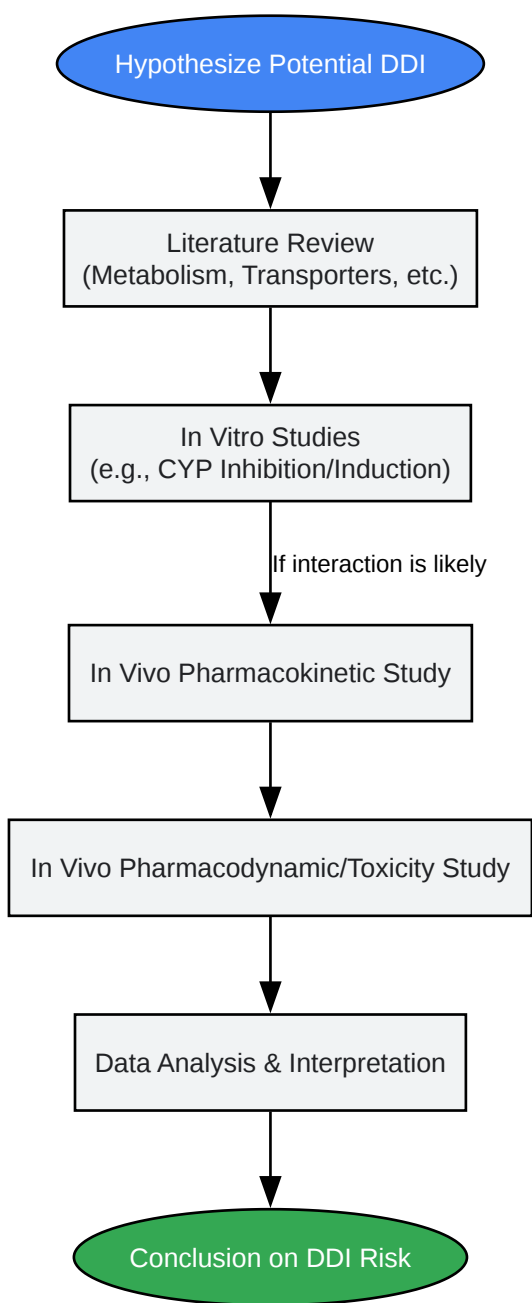 Hypothesize Potential DDI
Literature Review
(Metabolism, Transporters, etc.)
In Vitro Studies
(e.g., CYP Inhibition/Induction)
If interaction is likely
In Vivo Pharmacokinetic Study
In Vivo Pharmacodynamic/Toxicity Study
Data Analysis & Interpretation
Conclusion on DDI Risk